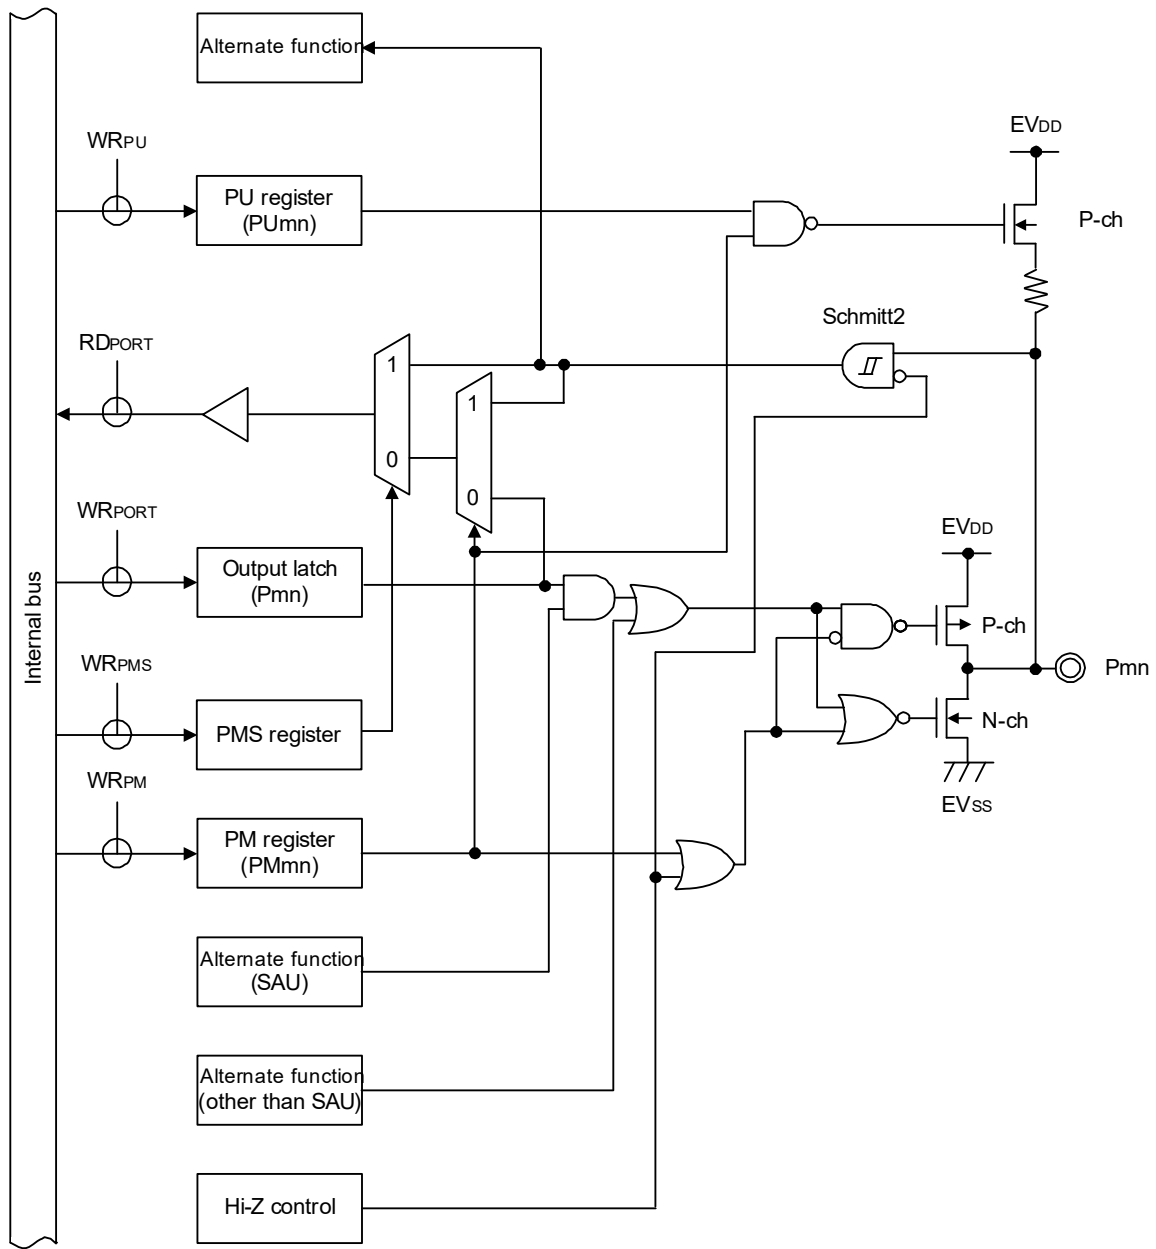 Alternate function
WRPU
EVDD
PU register
(PUmn)
P-ch
RDPORT
Schmitt2
1
1
0
0
WRPORT
EVDD
Output latch
(Pmn)
P-ch
Internal bus
WRPMS
Pmn
PMS register
N-ch
WRPM
EVSS
PM register
(PMmn)
Alternate function
(SAU)
Alternate function
(other than SAU)
Hi-Z control